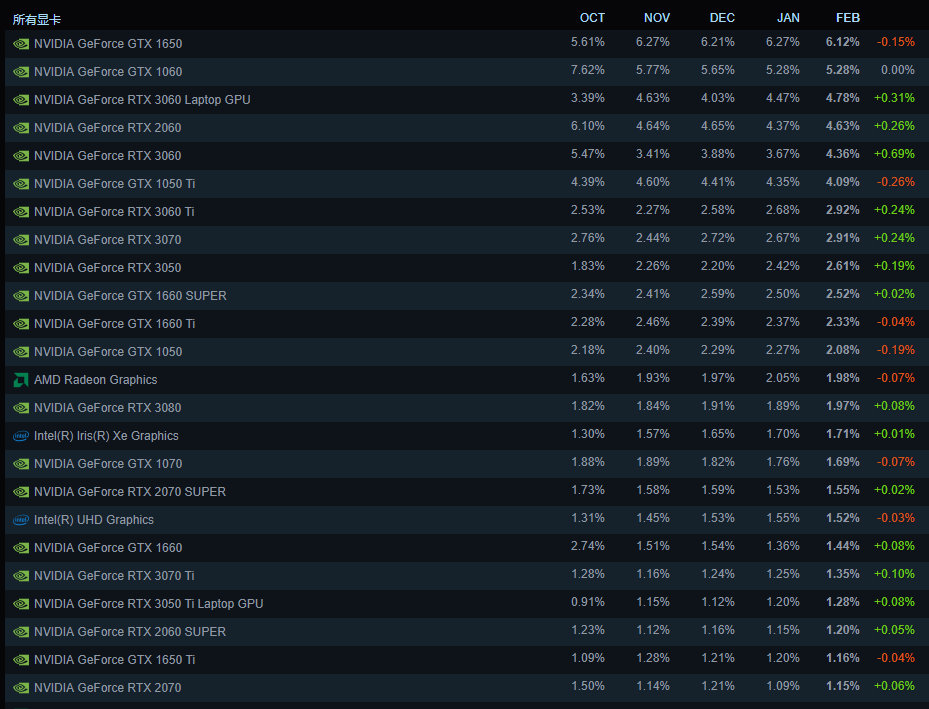 所有显卡 OCT NOV DEC JAN FEB
NVIDIA GeForce GTX 1650 5.61% 6.27% 6.21% 6.27% 6.12% -0.15%
NVIDIA GeForce GTX 1060 7.62% 5.77% 5.65% 5.28% 5.28% 0.00%
NVIDIA GeForce RTX 3060 Laptop GPU 3.39% 4.63% 4.03% 4.47% 4.78% +0.31%
NVIDIA GeForce RTX 2060 6.10% 4.64% 4.65% 4.37% 4.63% +0.26%
NVIDIA GeForce RTX 3060 5.47% 3.41% 3.88% 3.67% 4.36% +0.69%
NVIDIA GeForce GTX 1050 Ti 4.39% 4.60% 4.41% 4.35% 4.09% -0.26%
NVIDIA GeForce RTX 3060 Ti 2.53% 2.27% 2.58% 2.68% 2.92% +0.24%
NVIDIA GeForce RTX 3070 2.76% 2.44% 2.72% 2.67% 2.91% +0.24%
NVIDIA GeForce RTX 3050 1.83% 2.26% 2.20% 2.42% 2.61% +0.19%
NVIDIA GeForce GTX 1660 SUPER 2.34% 2.41% 2.59% 2.50% 2.52% +0.02%
NVIDIA GeForce GTX 1660 Ti 2.28% 2.46% 2.39% 2.37% 2.33% -0.04%
NVIDIA GeForce GTX 1050 2.18% 2.40% 2.29% 2.27% 2.08% -0.19%
AMD Radeon Graphics 1.63% 1.93% 1.97% 2.05% 1.98% -0.07%
NVIDIA GeForce RTX 3080 1.82% 1.84% 1.91% 1.89% 1.97% +0.08%
intel Intel(R) Iris(R) Xe Graphics 1.30% 1.57% 1.65% 1.70% 1.71% +0.01%
NVIDIA GeForce GTX 1070 1.88% 1.89% 1.82% 1.76% 1.69% -0.07%
NVIDIA GeForce RTX 2070 SUPER 1.73% 1.58% 1.59% 1.53% 1.55% +0.02%
intel Intel(R) UHD Graphics 1.31% 1.45% 1.53% 1.55% 1.52% -0.03%
NVIDIA GeForce GTX 1660 2.74% 1.51% 1.54% 1.36% 1.44% +0.08%
NVIDIA GeForce RTX 3070 Ti 1.28% 1.16% 1.24% 1.25% 1.35% +0.10%
NVIDIA GeForce RTX 3050 Ti Laptop GPU 0.91% 1.15% 1.12% 1.20% 1.28% +0.08%
NVIDIA GeForce RTX 2060 SUPER 1.23% 1.12% 1.16% 1.15% 1.20% +0.05%
NVIDIA GeForce GTX 1650 Ti 1.09% 1.28% 1.21% 1.20% 1.16% -0.04%
NVIDIA GeForce RTX 2070 1.50% 1.14% 1.21% 1.09% 1.15% +0.06%